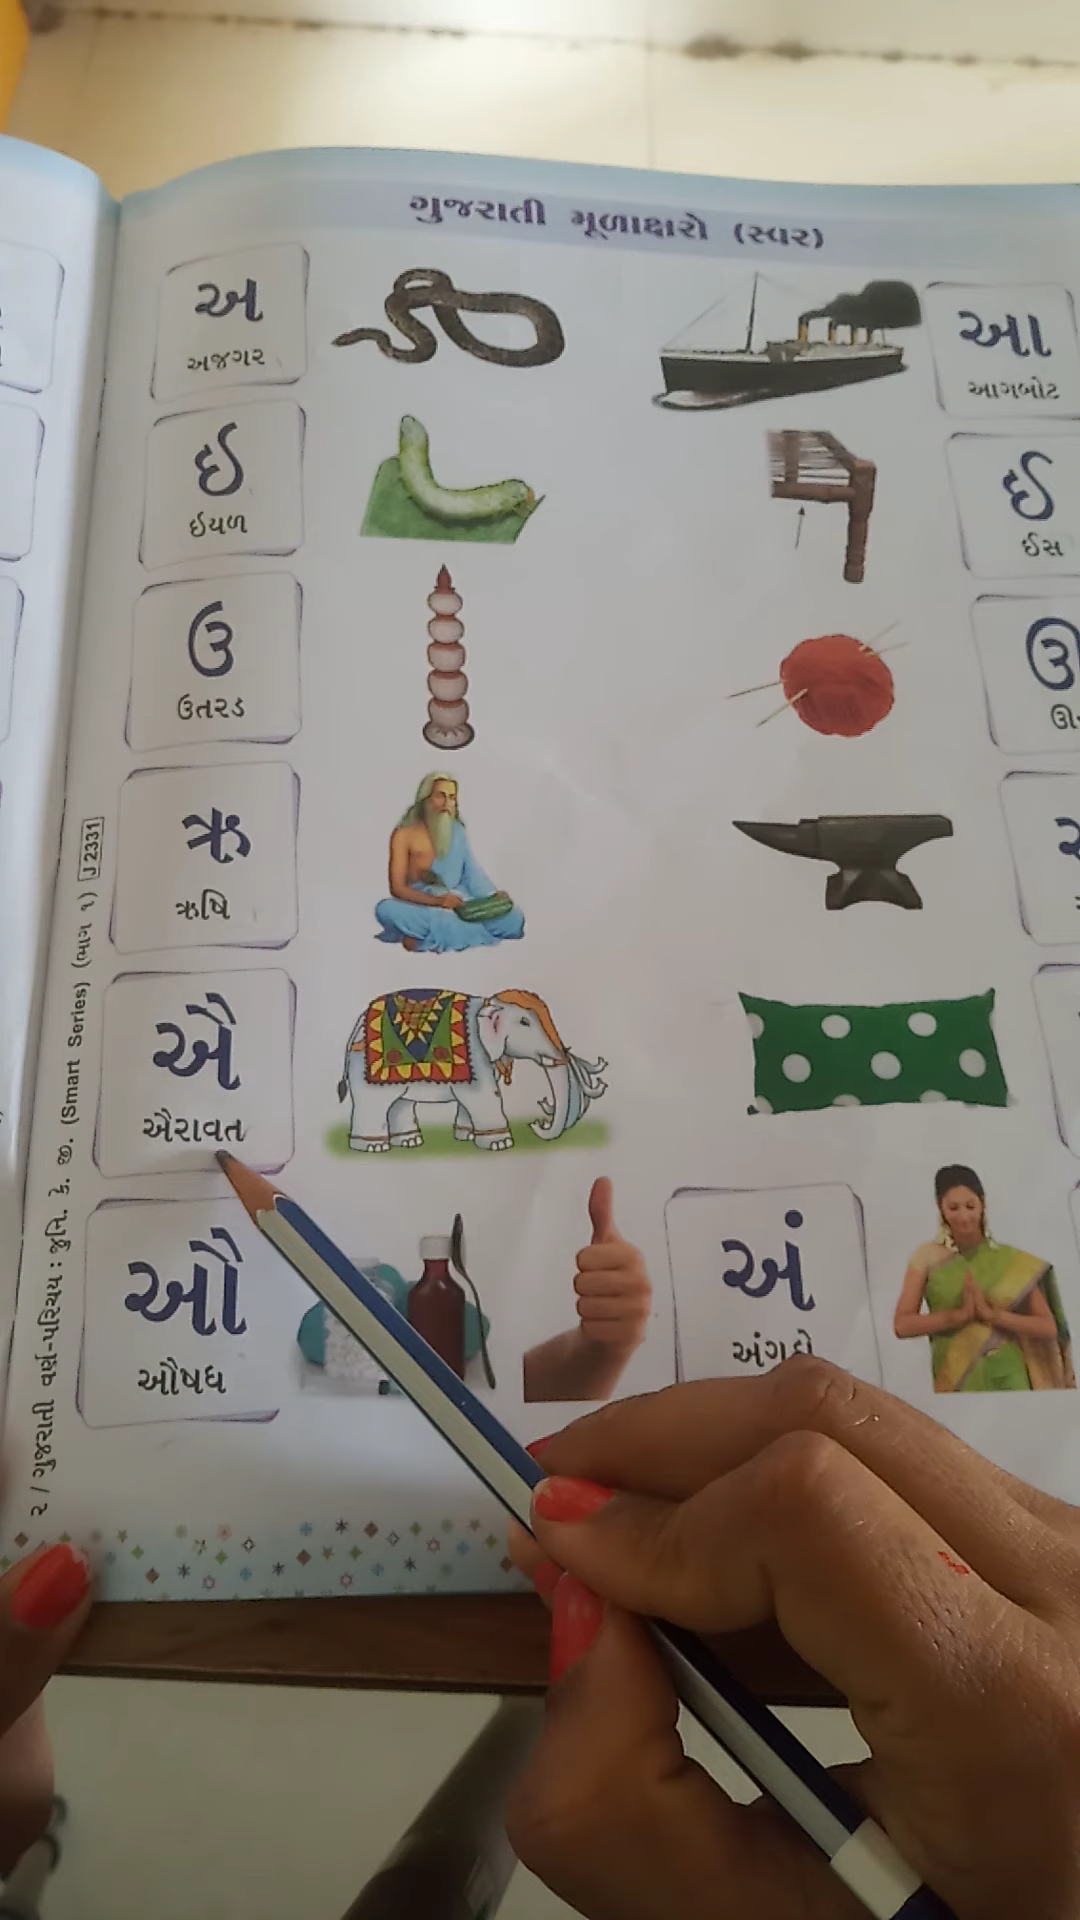 ગુજરાતી મૂળાક્ષરો (સ્વર)
અ
અજગર
આ
આગબોટ
ઇ
ઇયળ
ઈ
ઈસ
ઉ
ઉતરડ
ઊ
ઋ
ઋષિ
ઐ
ઐરાવત
ઔ
ઔષધ
અં
અંગૂઠો
૨ / ગુજરાતી વર્ણ-પરિચય : જુનિ. કે. જી. (Smart Series) (ભાગ ૧) J 2331